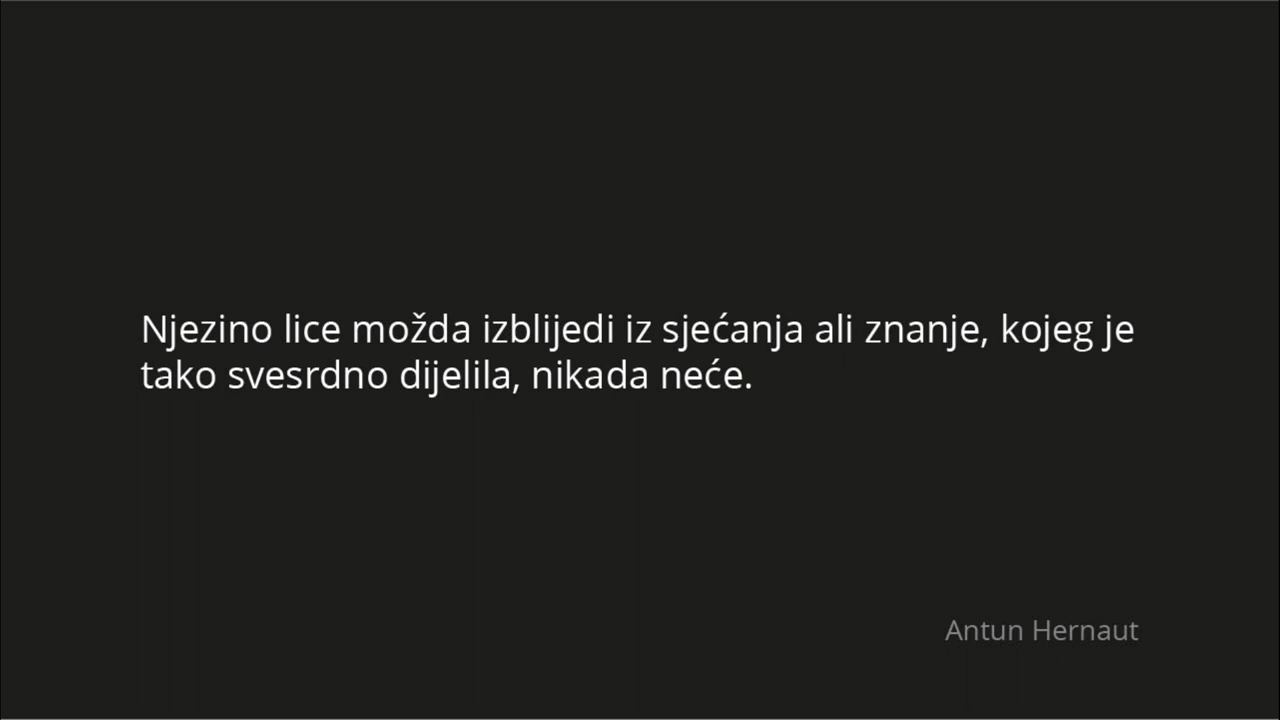 Njezino lice možda izblijedi iz sjećanja ali znanje, kojeg je
tako svesrdno dijelila, nikada neće.
Antun Hernaut